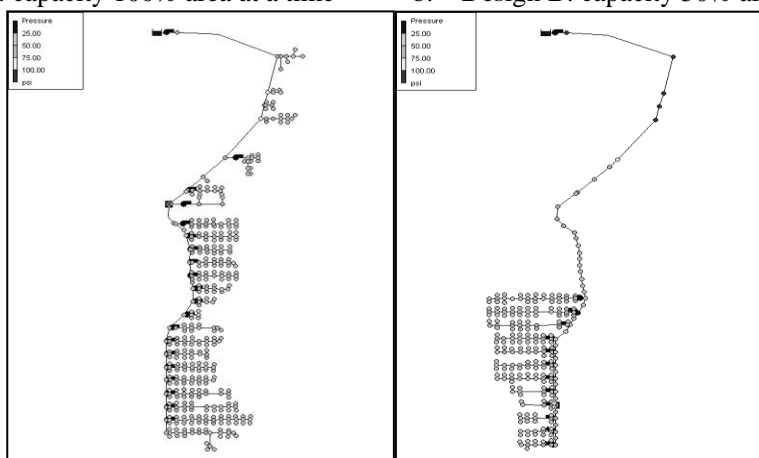 capacity 100% area at a time
Design B: capacity 50%
Pressure
25.00
50.00
75.00
100.00
psi
Pressure
25.00
50.00
75.00
100.00
psi